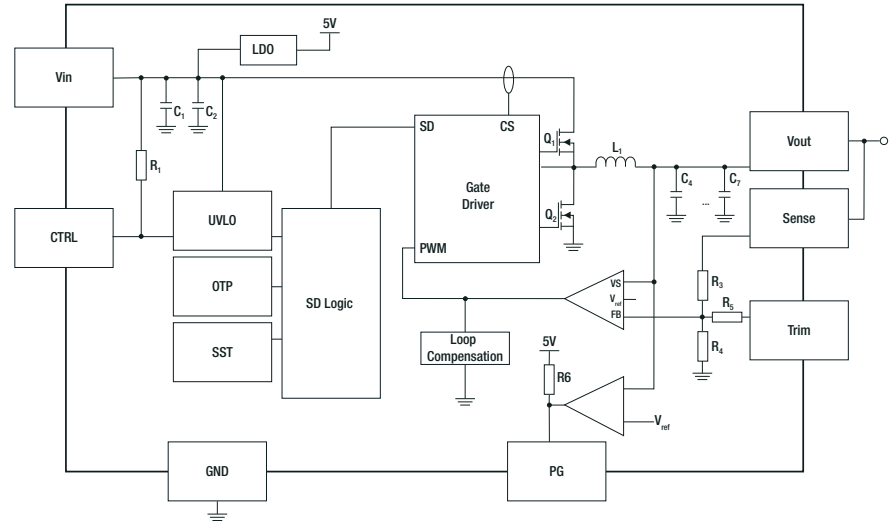 5V
LDO
Vin
C1
C2
SD
CS
Q1
L1
Vout
R1
C4
C7
...
Gate
Driver
UVLO
Q2
Sense
CTRL
PWM
OTP
SD Logic
VS
Vref
FB
R3
R5
Trim
R4
SST
Loop
Compensation
5V
R6
Vref
GND
PG